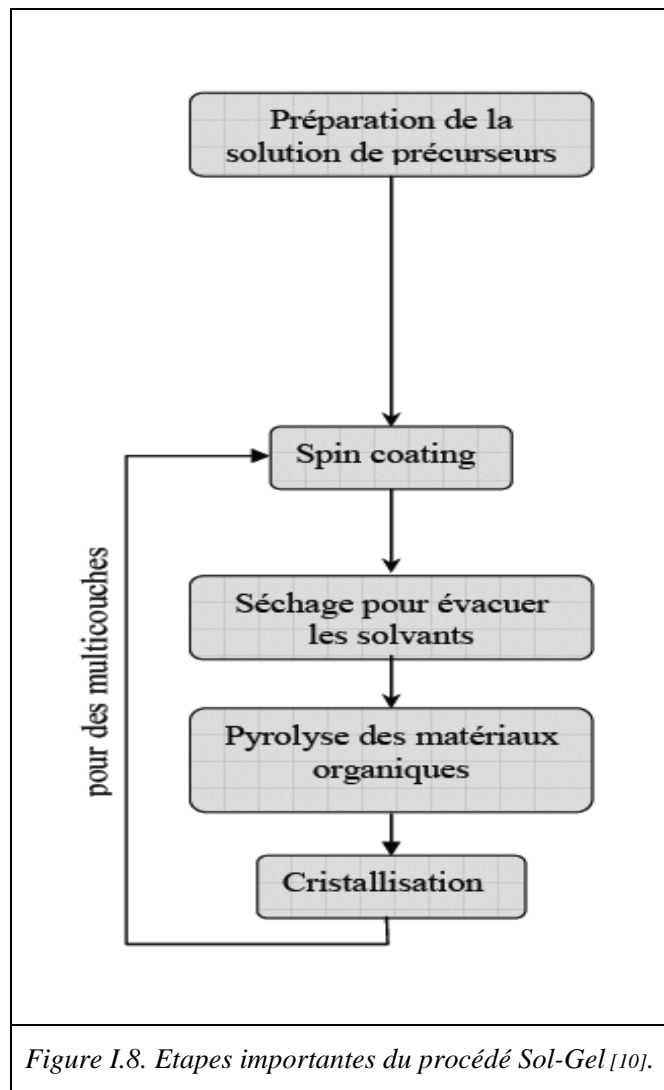 Préparation de la
solution de précurseurs
Spin coating
pour des multicouches
Séchage pour évacuer
les solvants
Pyrolyse des matériaux
organiques
Cristallisation
Figure I.8. Etapes importantes du procédé Sol-Gel [10].